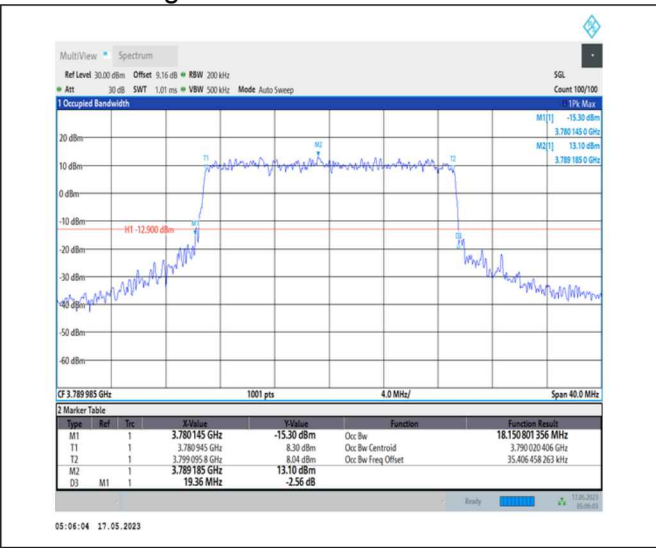 MultiView Spectrum
Ref Level 30.00 dBm Offset 9.16 dB RBW 200 kHz SGL
Att 30 dB SWT 1.01 ms VBW 500 kHz Mode Auto Sweep Count 100/100
1 Occupied Bandwidth 1Pk Max
M1[1] -15.30 dBm
3.780 145 0 GHz
M2[1] 13.10 dBm
3.789 185 0 GHz
20 dBm
M2
T1 T2
10 dBm
0 dBm
-10 dBm
H1 -12.900 dBm
M1
D3
-20 dBm
-30 dBm
-40 dBm
-50 dBm
-60 dBm
CF 3.789 985 GHz 1001 pts 4.0 MHz/ Span 40.0 MHz
2 Marker Table
Type Ref Trc X-Value Y-Value Function Function Result
M1 1 3.780145 GHz -15.30 dBm Occ Bw 18.150 801 356 MHz
T1 1 3.780 945 GHz 8.30 dBm Occ Bw Centroid 3.790 020 406 GHz
T2 1 3.799 095 8 GHz 8.04 dBm Occ Bw Freq Offset 35.406 458 263 kHz
M2 1 3.789185 GHz 13.10 dBm
D3 M1 1 19.36 MHz -2.56 dB
Ready 17.05.2023
05:06:03
05:06:04 17.05.2023